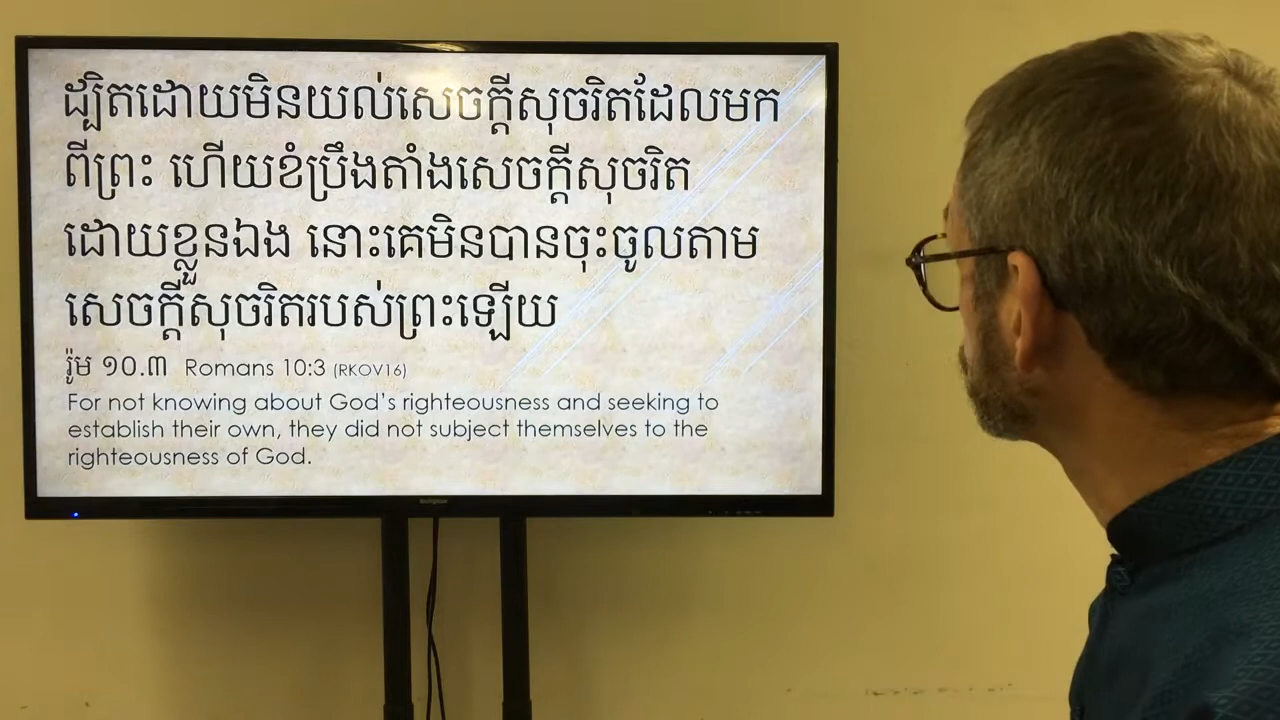 ដ្បិតដោយមិនយល់សេចក្តីសុចរិតដែលមក
ពីព្រះ ហើយខំប្រឹងតាំងសេចក្តីសុចរិត
ដោយខ្លួនឯង នោះគេមិនបានចុះចូលតាម
សេចក្តីសុចរិតរបស់ព្រះឡើយ
រ៉ូម ១០.៣ Romans 10:3 (RKOV16)
For not knowing about God's righteousness and seeking to
establish their own, they did not subject themselves to the
righteousness of God.